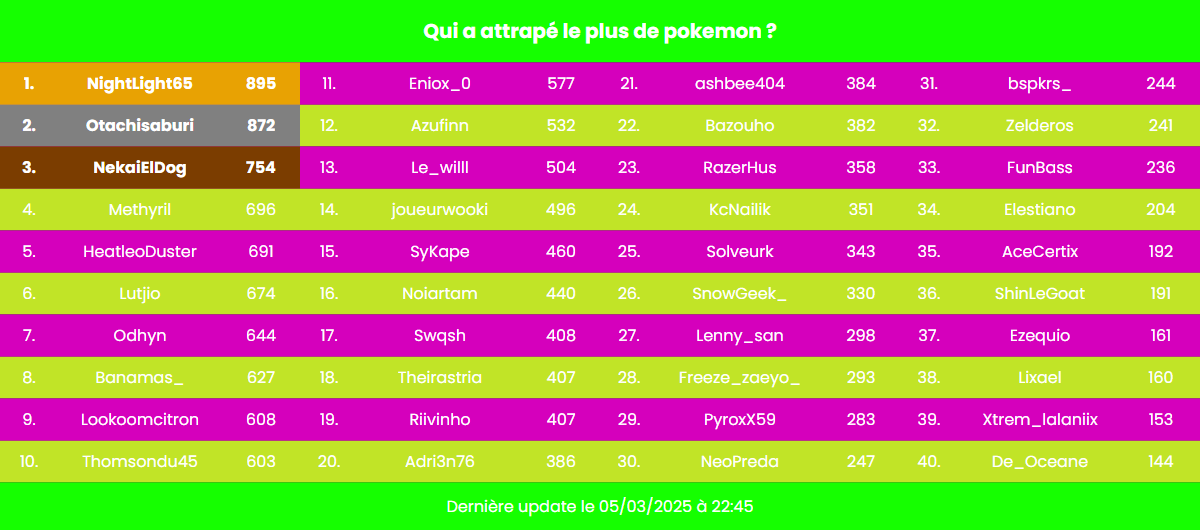 Qui a attrapé le plus de pokemon ?
1. NightLight65 895 11. Eniox_0 577 21. ashbee404 384 31. bspkrs_ 244
2. Otachisaburi 872 12. Azufinn 532 22. Bazouho 382 32. Zelderos 241
3. NekaiElDog 754 13. Le_willl 504 23. RazerHus 358 33. FunBass 236
4. Methyril 696 14. joueurwooki 496 24. KcNailik 351 34. Elestiano 204
5. HeatleoDuster 691 15. SyKape 460 25. Solveurk 343 35. AceCertix 192
6. Lutjio 674 16. Noiartam 440 26. SnowGeek_ 330 36. ShinLeGoat 191
7. Odhyn 644 17. Swqsh 408 27. Lenny_san 298 37. Ezequio 161
8. Banamas_ 627 18. Theirastria 407 28. Freeze_zaeyo_ 293 38. Lixael 160
9. Lookoomcitron 608 19. Riivinho 407 29. PyroxX59 283 39. Xtrem_lalaniix 153
10. Thomsondu45 603 20. Adri3n76 386 30. NeoPreda 247 40. De_Oceane 144
Dernière update le 05/03/2025 à 22:45